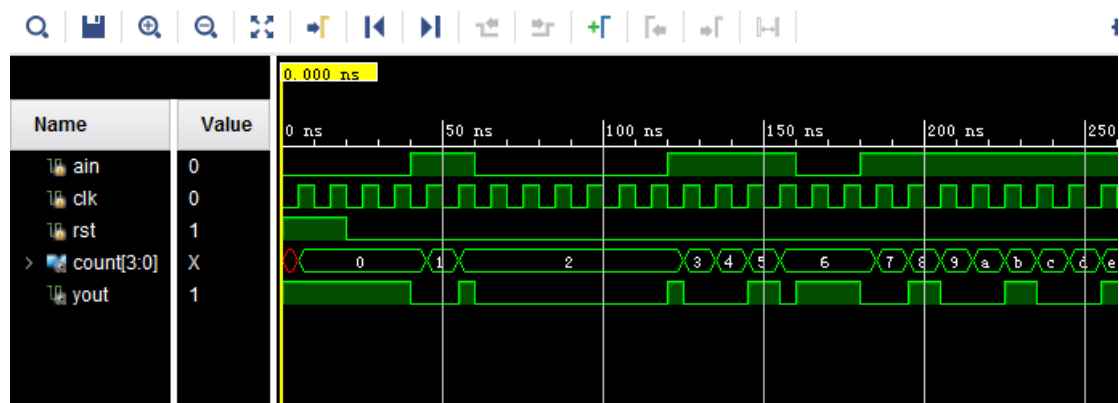 0.000 ns
Name Value
0 ns 50 ns 100 ns 150 ns 200 ns 250
ain 0
clk 0
rst 1
> count[3:0] X 0 1 2 3 4 5 6 7 8 9 a b c d e
yout 1